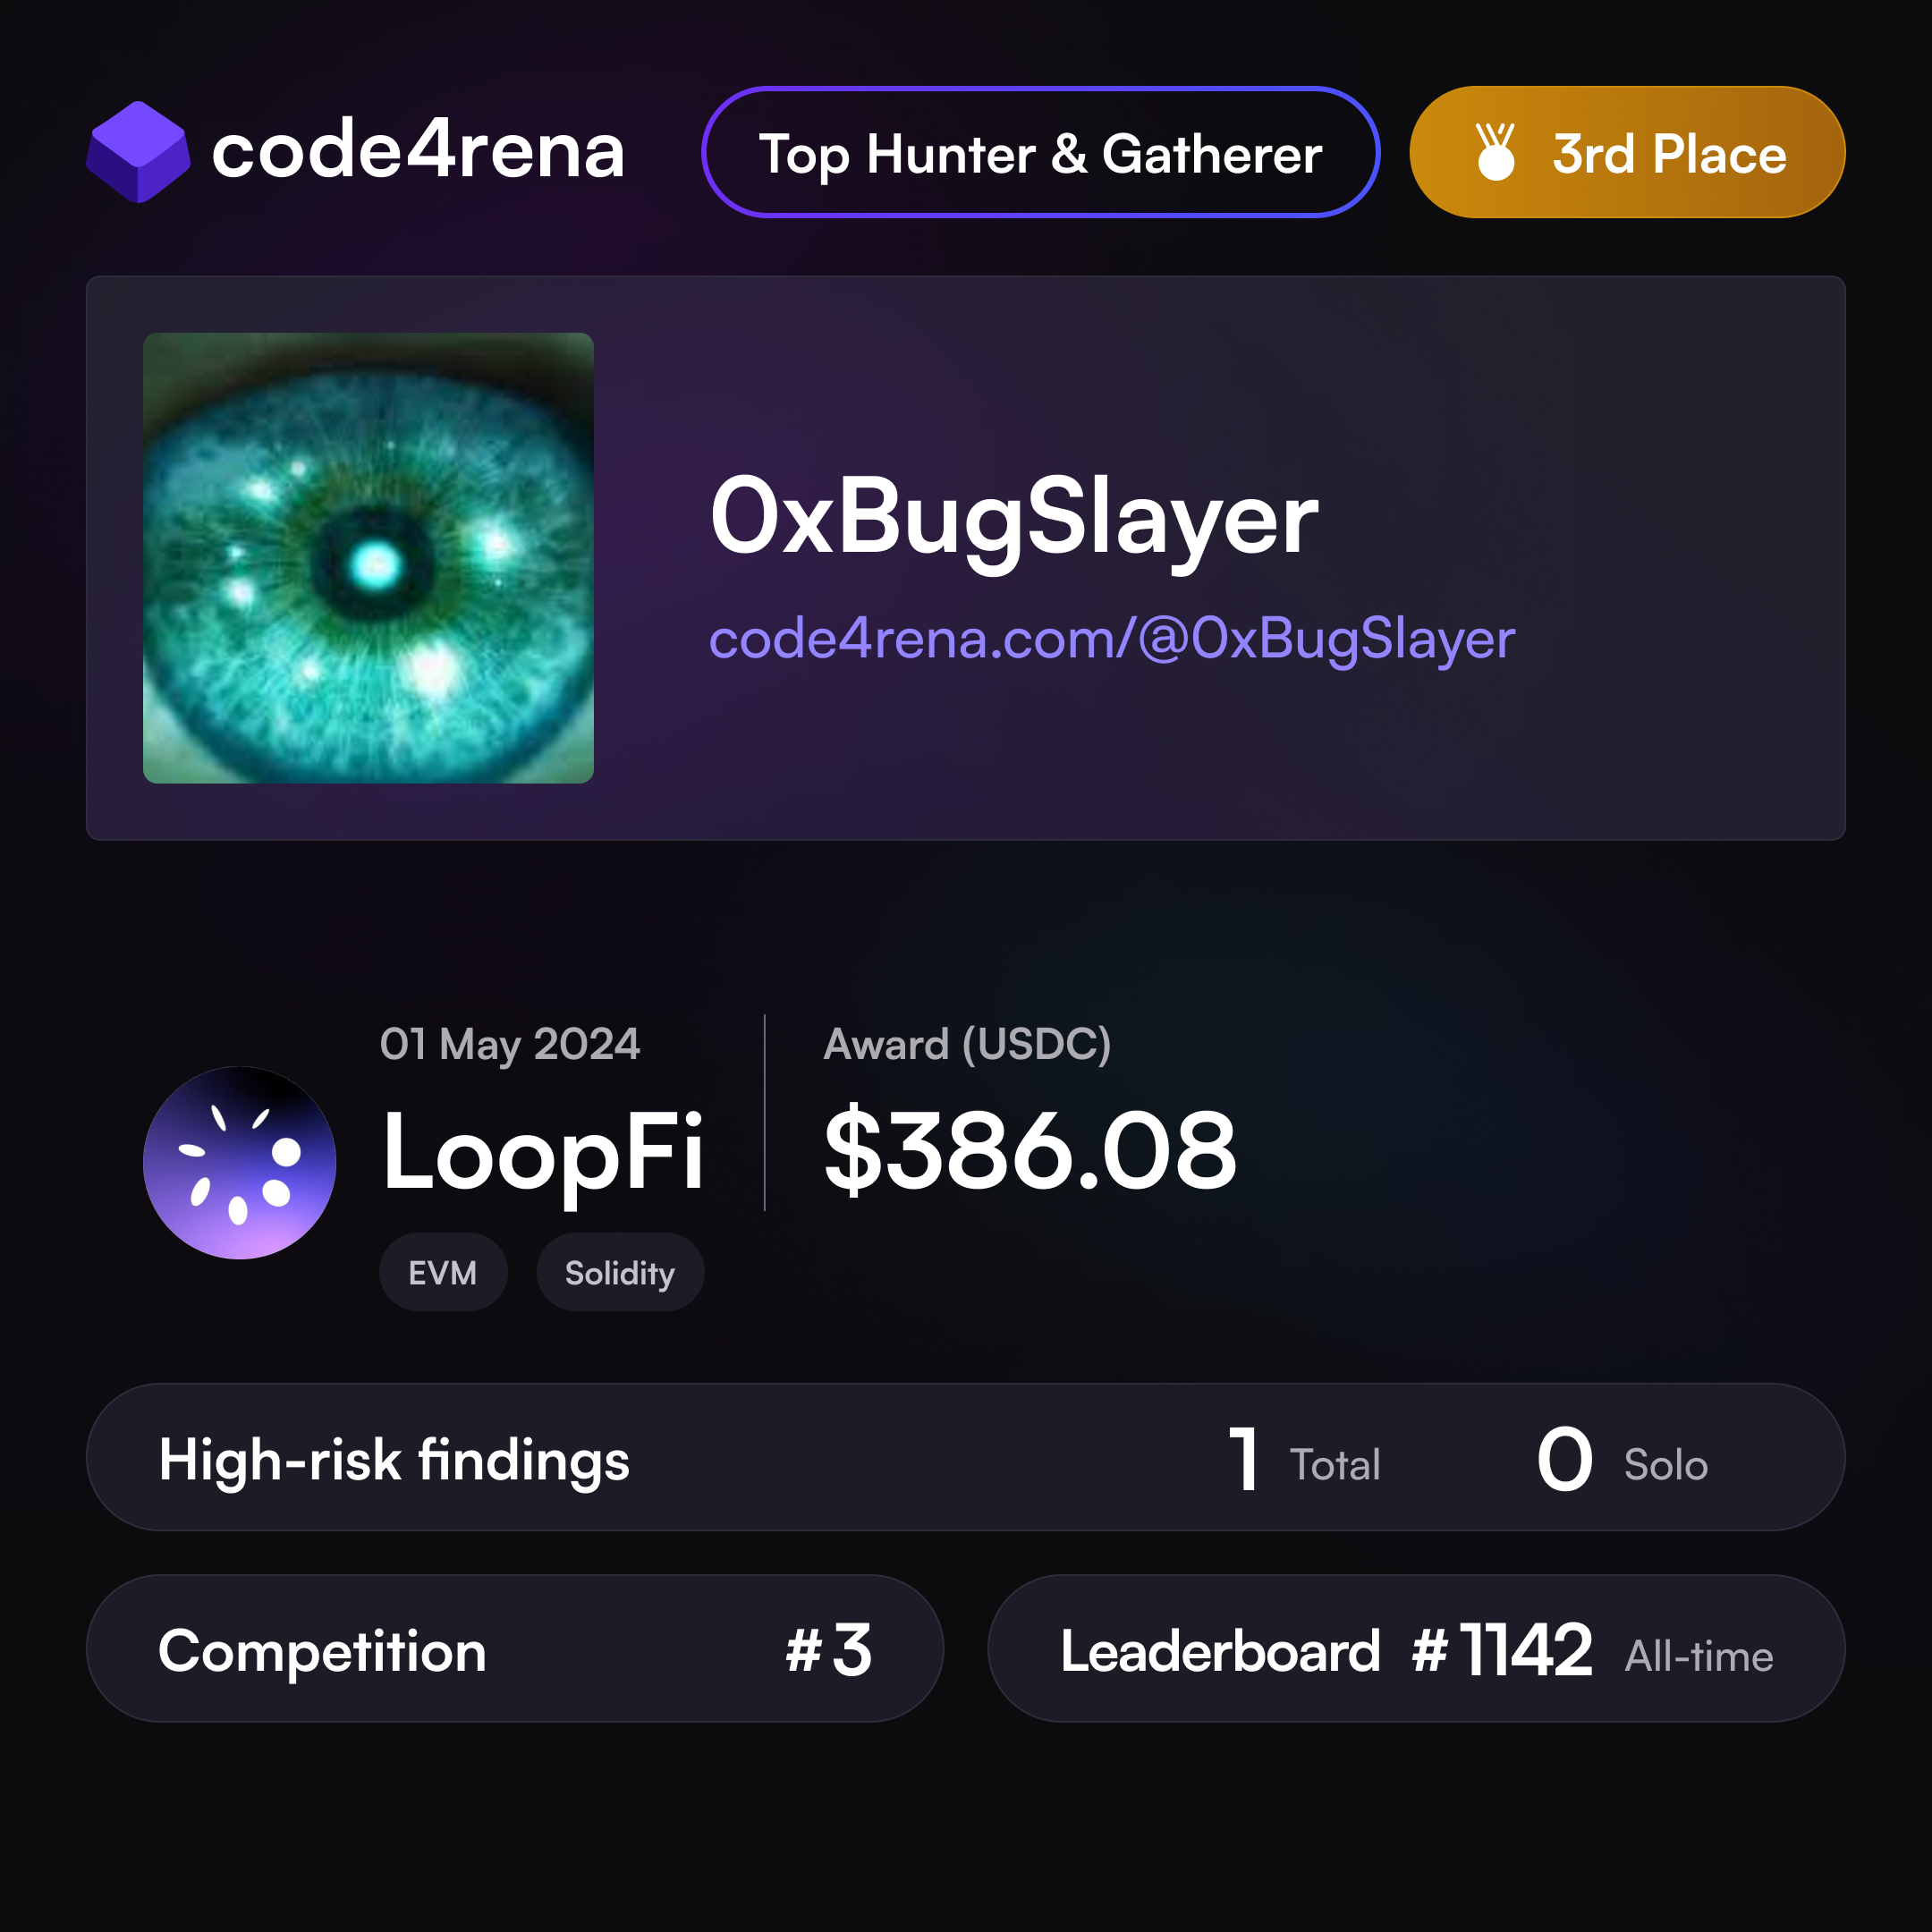 code4rena
Top Hunter & Gatherer
3rd Place
0xBugSlayer
code4rena.com/@0xBugSlayer
01 May 2024
LoopFi
EVM
Solidity
Award (USDC)
$386.08
High-risk findings 1 Total 0 Solo
Competition #3
Leaderboard #1142 All-time